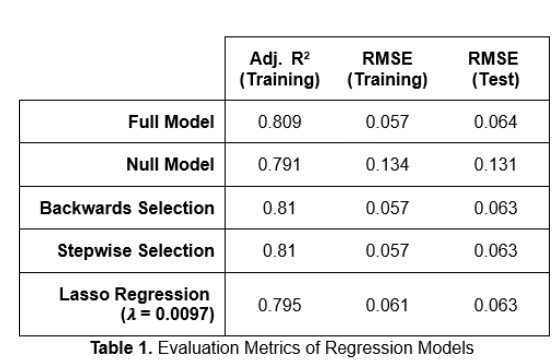 Adj. R² RMSE RMSE
(Training) (Training) (Test)
Full Model 0.809 0.057 0.064
Null Model 0.791 0.134 0.131
Backwards Selection 0.81 0.057 0.063
Stepwise Selection 0.81 0.057 0.063
Lasso Regression
(λ = 0.0097) 0.795 0.061 0.063
Table 1. Evaluation Metrics of Regression Models